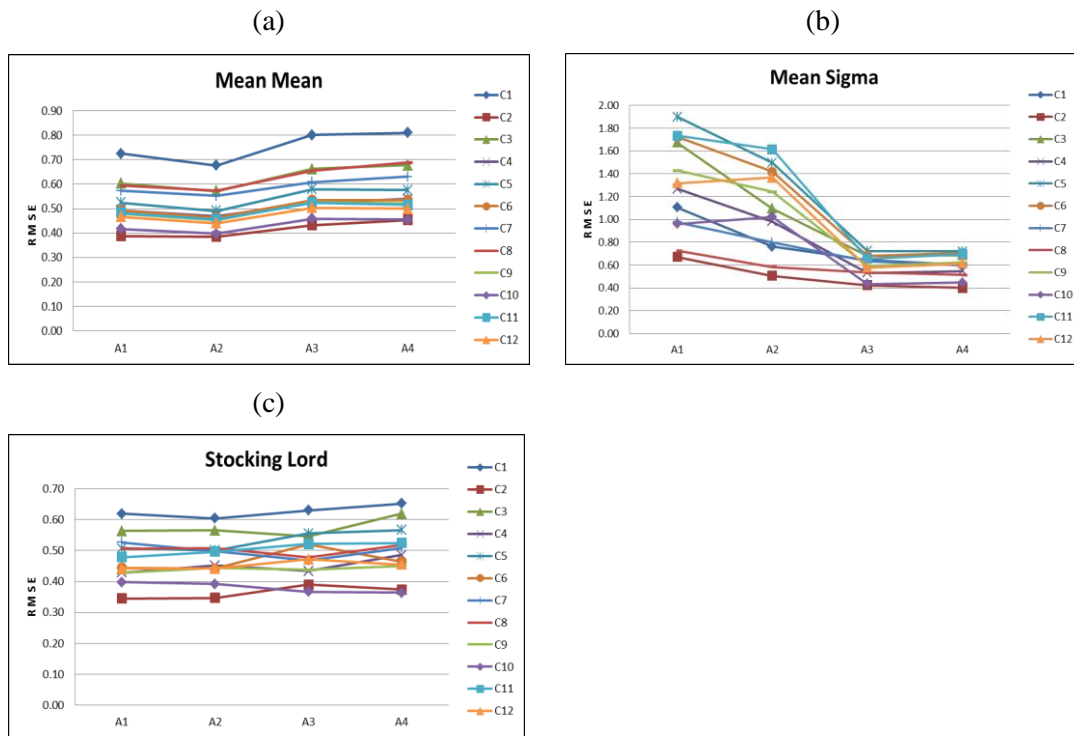 (a)
Mean Mean
RMSE
0.90
0.80
0.70
0.60
0.50
0.40
0.30
0.20
0.10
0.00
A1 A2 A3 A4
C1
C2
C3
C4
C5
C6
C7
C8
C9
C10
C11
C12
(b)
Mean Sigma
RMSE
2.00
1.80
1.60
1.40
1.20
1.00
0.80
0.60
0.40
0.20
0.00
A1 A2 A3 A4
C1
C2
C3
C4
C5
C6
C7
C8
C9
C10
C11
C12
(c)
Stocking Lord
RMSE
0.70
0.60
0.50
0.40
0.30
0.20
0.10
0.00
A1 A2 A3 A4
C1
C2
C3
C4
C5
C6
C7
C8
C9
C10
C11
C12